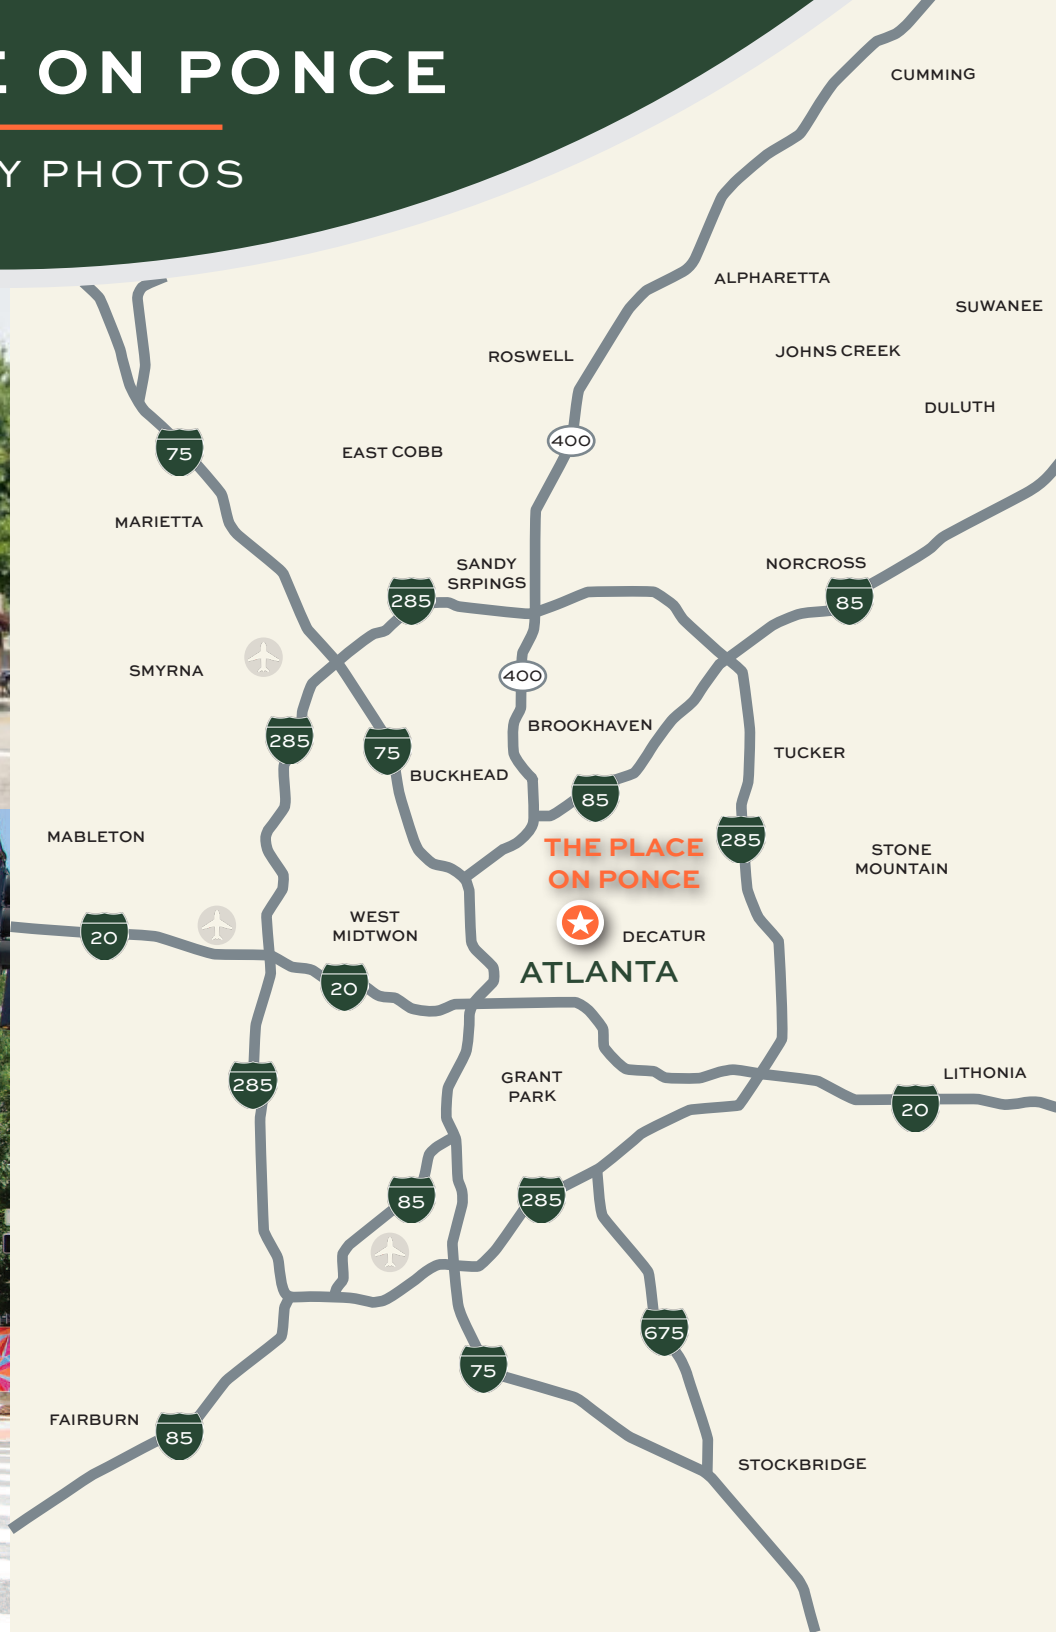 ON PONCE
Y PHOTOS
CUMMING
ALPHARETTA
SUWANEE
JOHNS CREEK
ROSWELL
DULUTH
400
EAST COBB
75
MARIETTA
SANDY
SRPINGS
NORCROSS
285
85
SMYRNA
400
BROOKHAVEN
285
75
TUCKER
BUCKHEAD
85
MABLETON
THE PLACE
ON PONCE
285
STONE
MOUNTAIN
WEST
MIDTWON
20
DECATUR
ATLANTA
20
285
GRANT
PARK
LITHONIA
20
85
285
675
75
FAIRBURN
85
STOCKBRIDGE